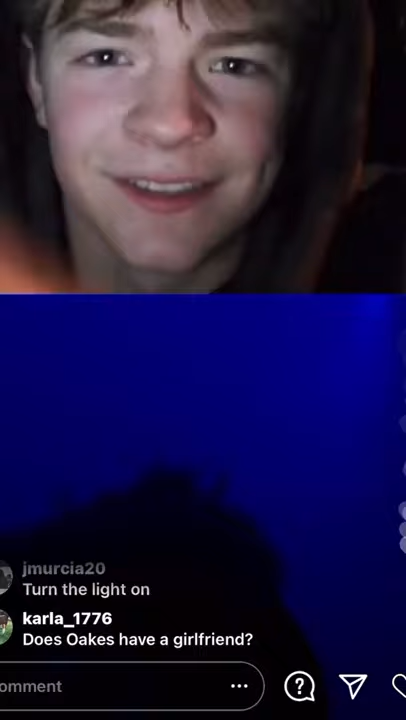 jmurcia20
Turn the light on
karla_1776
Does Oakes have a girlfriend?
omment